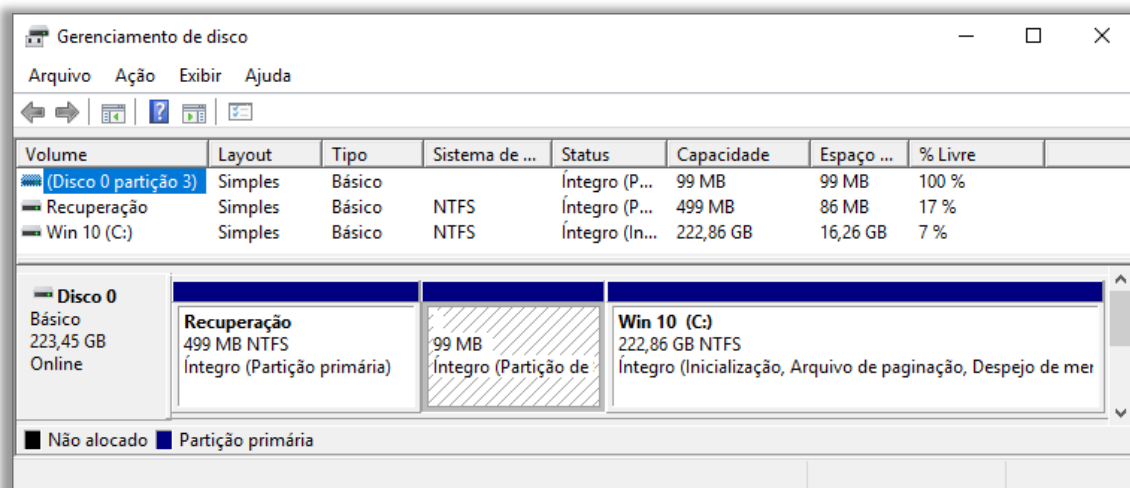 Gerenciamento de disco
Arquivo Ação Exibir Ajuda
Volume Layout Tipo Sistema de ... Status Capacidade Espaço ... % Livre
(Disco 0 partição 3) Simples Básico Íntegro (P... 99 MB 99 MB 100 %
Recuperação Simples Básico NTFS Íntegro (P... 499 MB 86 MB 17 %
Win 10 (C:) Simples Básico NTFS Íntegro (In... 222,86 GB 16,26 GB 7 %
Disco 0
Básico
223,45 GB
Online
Recuperação
499 MB NTFS
Íntegro (Partição primária)
99 MB
Íntegro (Partição de
Win 10 (C:)
222,86 GB NTFS
Íntegro (Inicialização, Arquivo de paginação, Despejo de mer
Não alocado Partição primária